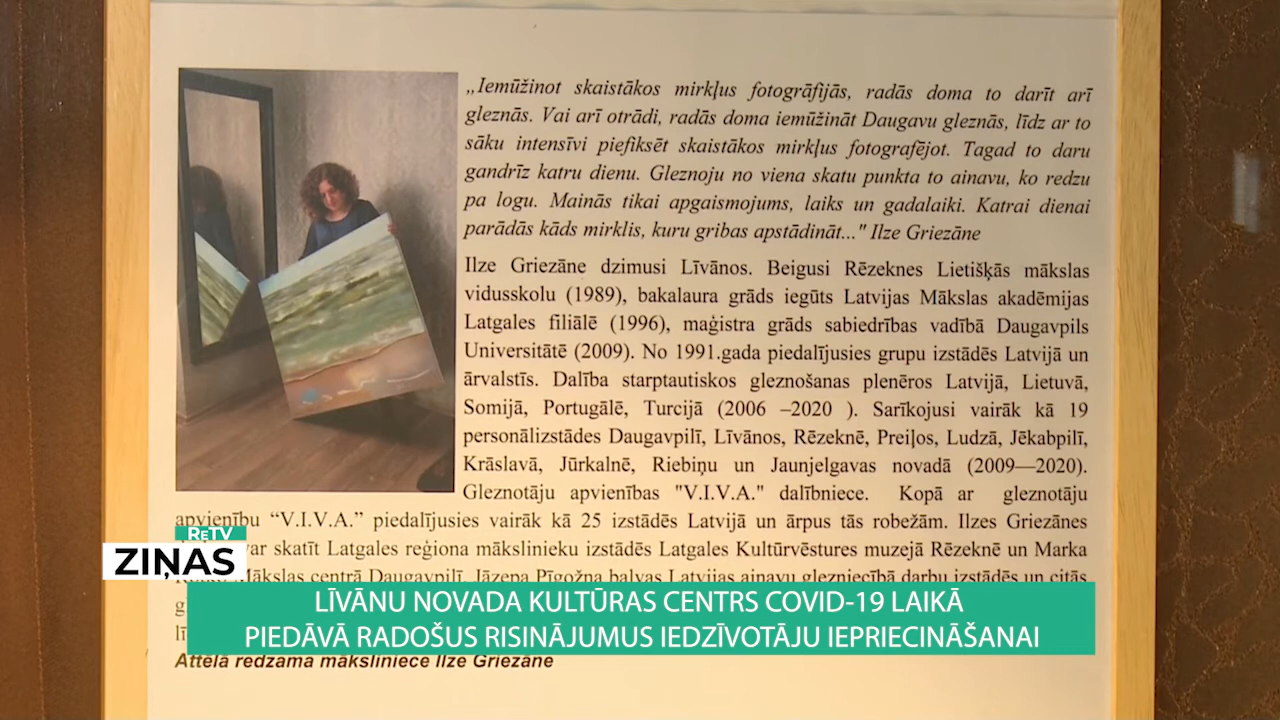 „Iemūžinot skaistākos mirkļus fotogrāfijās, radās doma to darīt arī
gleznās. Vai arī otrādi, radās doma iemūžināt Daugavu gleznās, līdz ar to
sāku intensīvi piefiksēt skaistākos mirkļus fotografējot. Tagad to daru
gandrīz katru dienu. Gleznoju no viena skatu punkta to ainavu, ko redzu
pa logu. Mainās tikai apgaismojums, laiks un gadalaiki. Katrai dienai
parādās kāds mirklis, kuru gribas apstādināt..." Ilze Griezāne
Ilze Griezāne dzimusi Līvānos. Beigusi Rēzeknes Lietišķās mākslas
vidusskolu (1989), bakalaura grāds iegūts Latvijas Mākslas akadēmijas
Latgales filiālē (1996), maģistra grāds sabiedrības vadībā Daugavpils
Universitātē (2009). No 1991.gada piedalījusies grupu izstādēs Latvijā un
ārvalstīs. Dalība starptautiskos gleznošanas plenēros Latvijā, Lietuvā,
Somijā, Portugālē, Turcijā (2006 –2020 ). Sarīkojusi vairāk kā 19
personālizstādes Daugavpilī, Līvānos, Rēzeknē, Preiļos, Ludzā, Jēkabpilī,
Krāslavā, Jūrkalnē, Riebiņu un Jaunjelgavas novadā (2009—2020).
Gleznotāju apvienības "V.I.V.A." dalībniece. Kopā ar gleznotāju
apvienību “V.I.V.A.” piedalījusies vairāk kā 25 izstādēs Latvijā un ārpus tās robežām. Ilzes Griezānes
var skatīt Latgales reģiona mākslinieku izstādēs Latgales Kultūrvēstures muzejā Rēzeknē un Marka
Mākslas centrā Daugavpilī, Jāzepa Pīgožņa balvas Latvijas ainavu glezniecībā darbu izstādēs un citās
ReTV
ZIŅAS
LĪVĀNU NOVADA KULTŪRAS CENTRS COVID-19 LAIKĀ
PIEDĀVĀ RADOŠUS RISINĀJUMUS IEDZĪVOTĀJU IEPRIECINĀŠANAI
Attēlā redzama māksliniece Ilze Griezāne